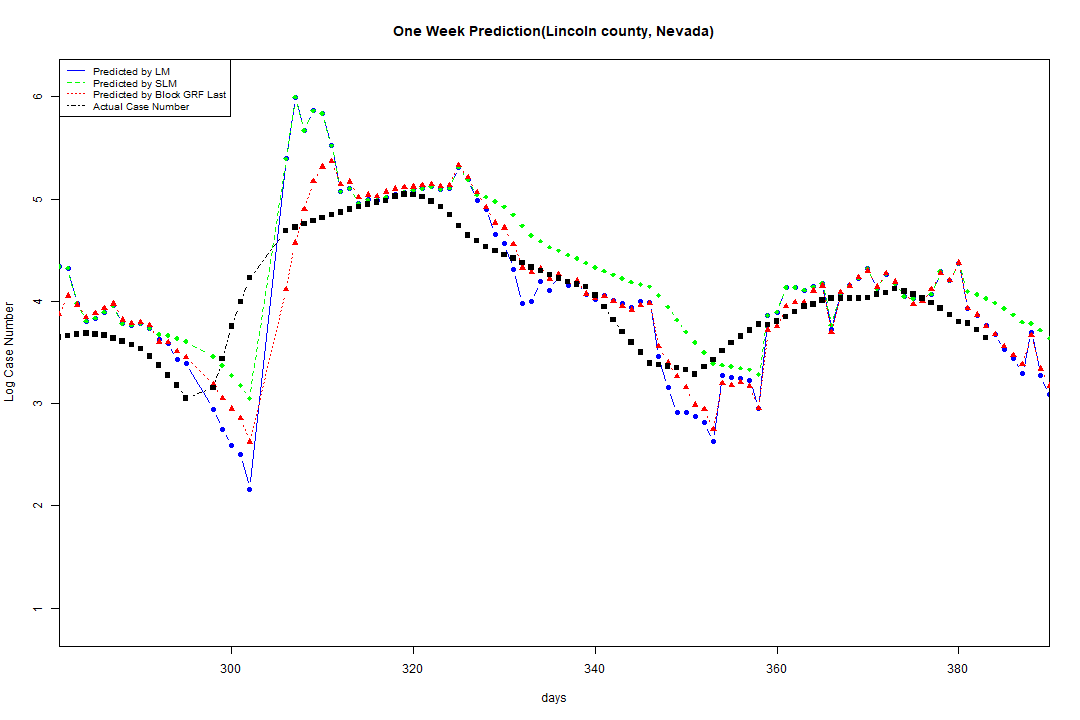 One Week Prediction(Lincoln county, Nevada)
Predicted by LM
Predicted by SLM
Predicted by Block GRF Last
Actual Case Number
6
5
4
3
2
1
Log Case Number
300 320 340 360 380
days